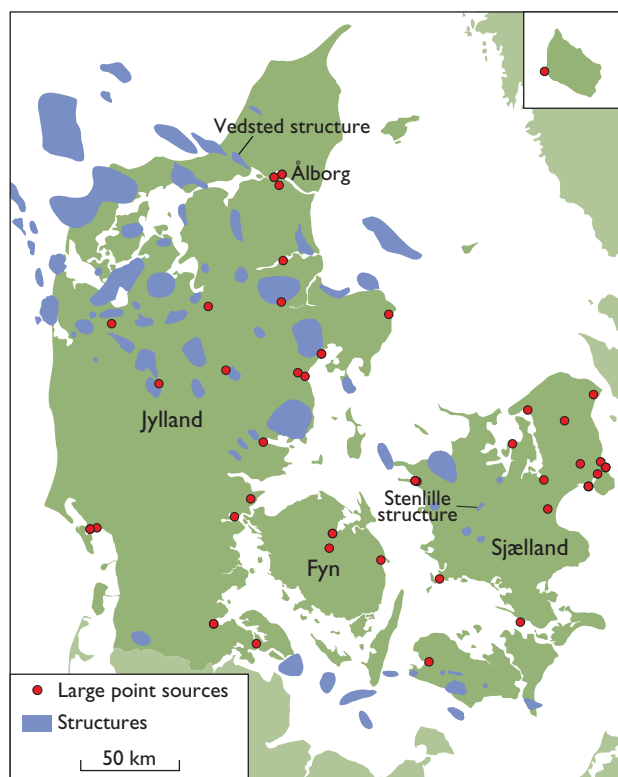 Vedsted structure
Ålborg
Jylland
Stenlille
structure
Sjælland
Fyn
Large point sources
Structures
50 km